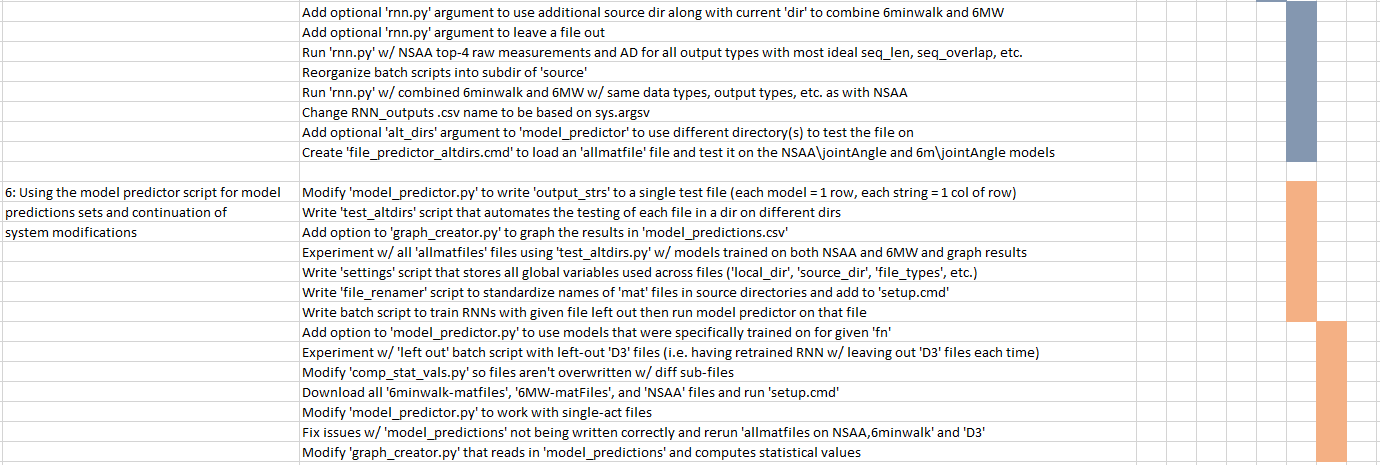 Add optional 'rnn.py' argument to use additional source dir along with current 'dir' to combine 6minwalk and 6MW
Add optional 'rnn.py' argument to leave a file out
Run 'rnn.py' w/ NSAA top-4 raw measurements and AD for all output types with most ideal seq_len, seq_overlap, etc.
Reorganize batch scripts into subdir of 'source'
Run 'rnn.py' w/ combined 6minwalk and 6MW w/ same data types, output types, etc. as with NSAA
Change RNN_outputs .csv name to be based on sys.argsv
Add optional 'alt_dirs' argument to 'model_predictor' to use different directory(s) to test the file on
Create 'file_predictor_altdirs.cmd' to load an 'allmatfile' file and test it on the NSAA\jointAngle and 6m\jointAngle models
6: Using the model predictor script for model
predictions sets and continuation of
system modifications
Modify 'model_predictor.py' to write 'output_strs' to a single test file (each model = 1 row, each string = 1 col of row)
Write 'test_altdirs' script that automates the testing of each file in a dir on different dirs
Add option to 'graph_creator.py' to graph the results in 'model_predictions.csv'
Experiment w/ all 'allmatfiles' files using 'test_altdirs.py' w/ models trained on both NSAA and 6MW and graph results
Write 'settings' script that stores all global variables used across files ('local_dir', 'source_dir', 'file_types', etc.)
Write 'file_renamer' script to standardize names of 'mat' files in source directories and add to 'setup.cmd'
Write batch script to train RNNs with given file left out then run model predictor on that file
Add option to 'model_predictor.py' to use models that were specifically trained on for given 'fn'
Experiment w/ 'left out' batch script with left-out 'D3' files (i.e. having retrained RNN w/ leaving out 'D3' files each time)
Modify 'comp_stat_vals.py' so files aren't overwritten w/ diff sub-files
Download all '6minwalk-matfiles', '6MW-matFiles', and 'NSAA' files and run 'setup.cmd'
Modify 'model_predictor.py' to work with single-act files
Fix issues w/ 'model_predictions' not being written correctly and rerun 'allmatfiles on NSAA,6minwalk' and 'D3'
Modify 'graph_creator.py' that reads in 'model_predictions' and computes statistical values